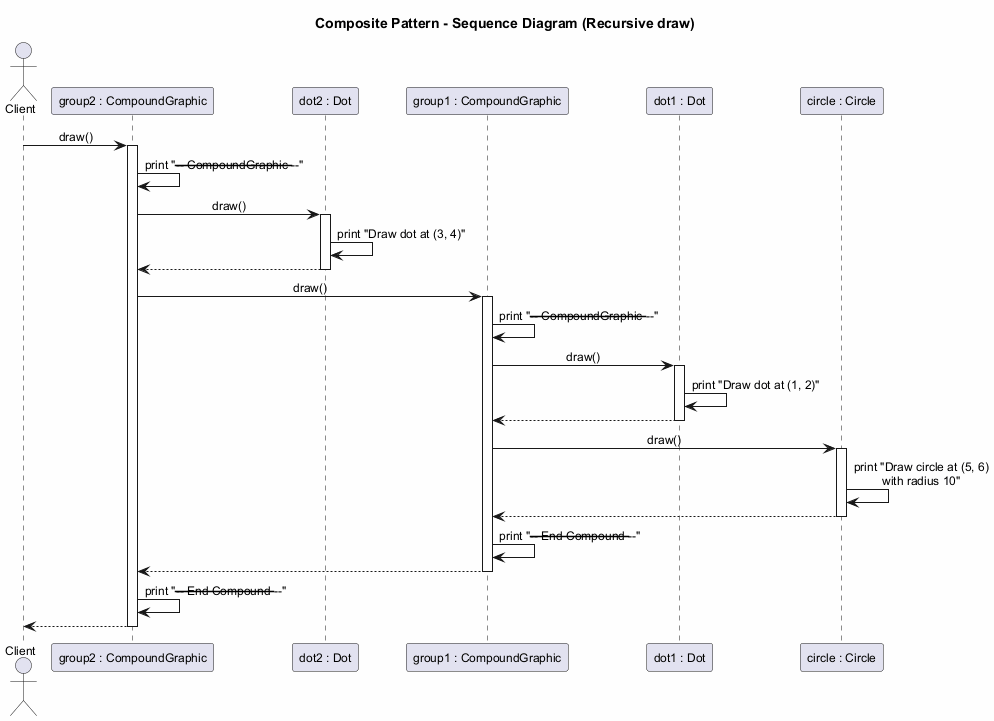 Composite Pattern - Sequence Diagram (Recursive draw)
Client
group2 : CompoundGraphic
dot2 : Dot
group1 : CompoundGraphic
dot1 : Dot
circle : Circle
draw()
print "-- CompoundGraphic --"
draw()
print "Draw dot at (3, 4)"
draw()
print "-- CompoundGraphic --"
draw()
print "Draw dot at (1, 2)"
draw()
print "Draw circle at (5, 6)
with radius 10"
print "-- End Compound --"
print "-- End Compound --"
Client
group2 : CompoundGraphic
dot2 : Dot
group1 : CompoundGraphic
dot1 : Dot
circle : Circle